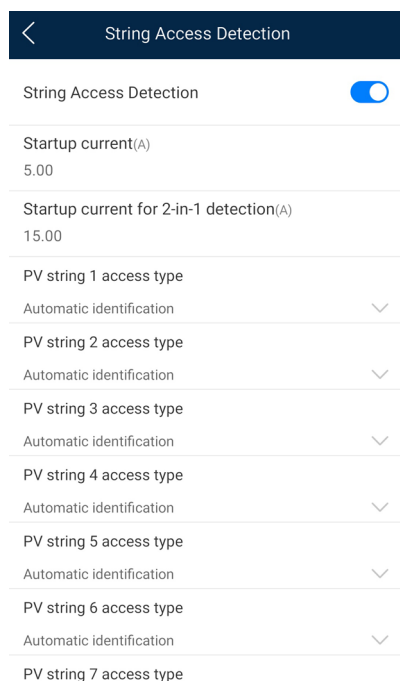 String Access Detection
String Access Detection
Startup current(A)
5.00
Startup current for 2-in-1 detection(A)
15.00
PV string 1 access type
Automatic identification
PV string 2 access type
Automatic identification
PV string 3 access type
Automatic identification
PV string 4 access type
Automatic identification
PV string 5 access type
Automatic identification
PV string 6 access type
Automatic identification
PV string 7 access type